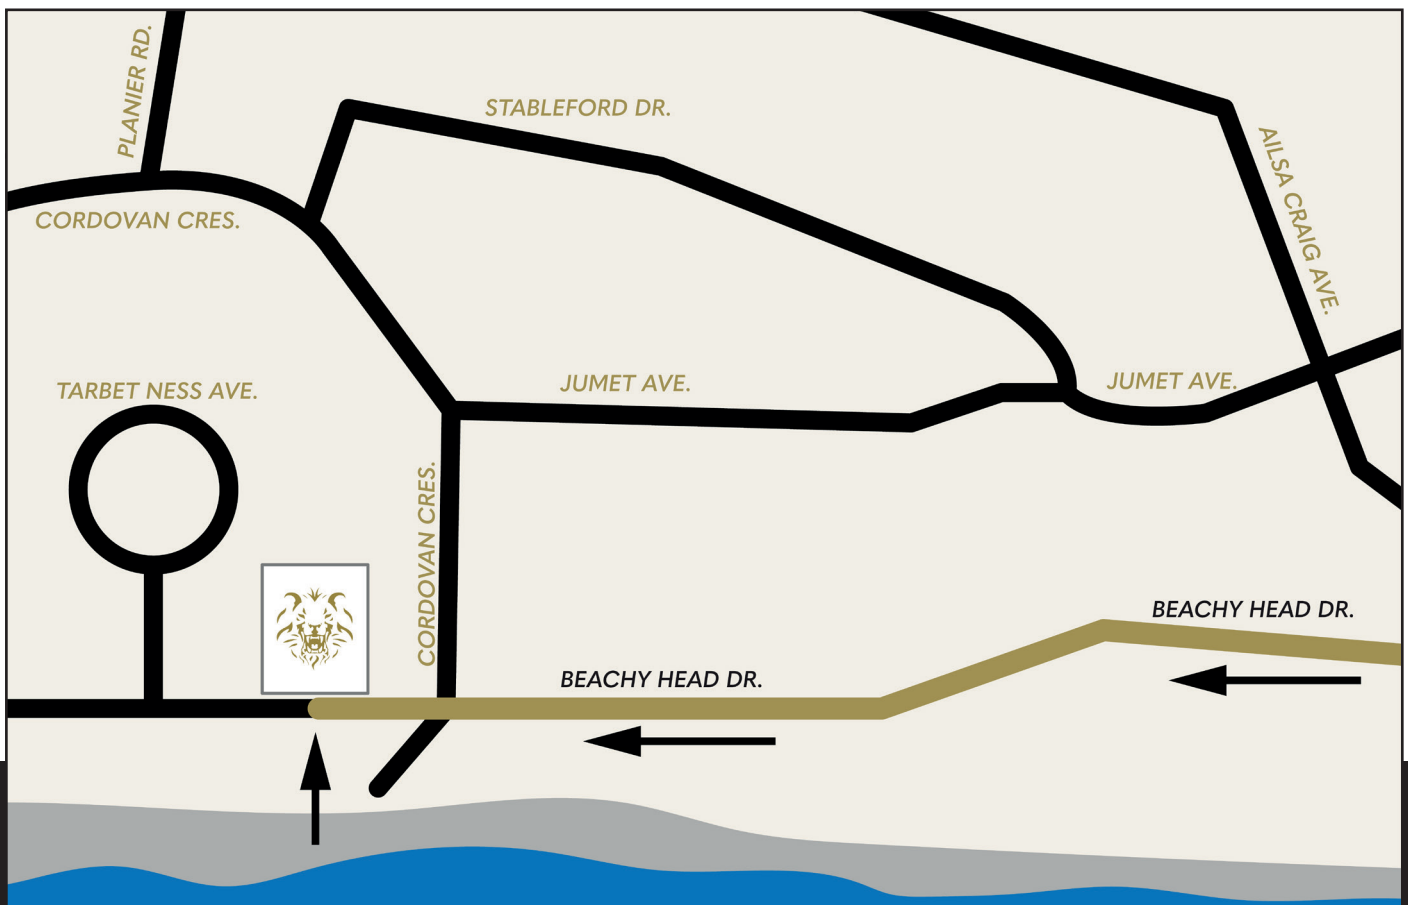 PLANIER RD.
STABLEFORD DR.
AILSA CRAIG AVE.
CORDOVAN CRES.
TARBET NESS AVE.
JUMET AVE.
JUMET AVE.
CORDOVAN CRES.
BEACHY HEAD DR.
BEACHY HEAD DR.